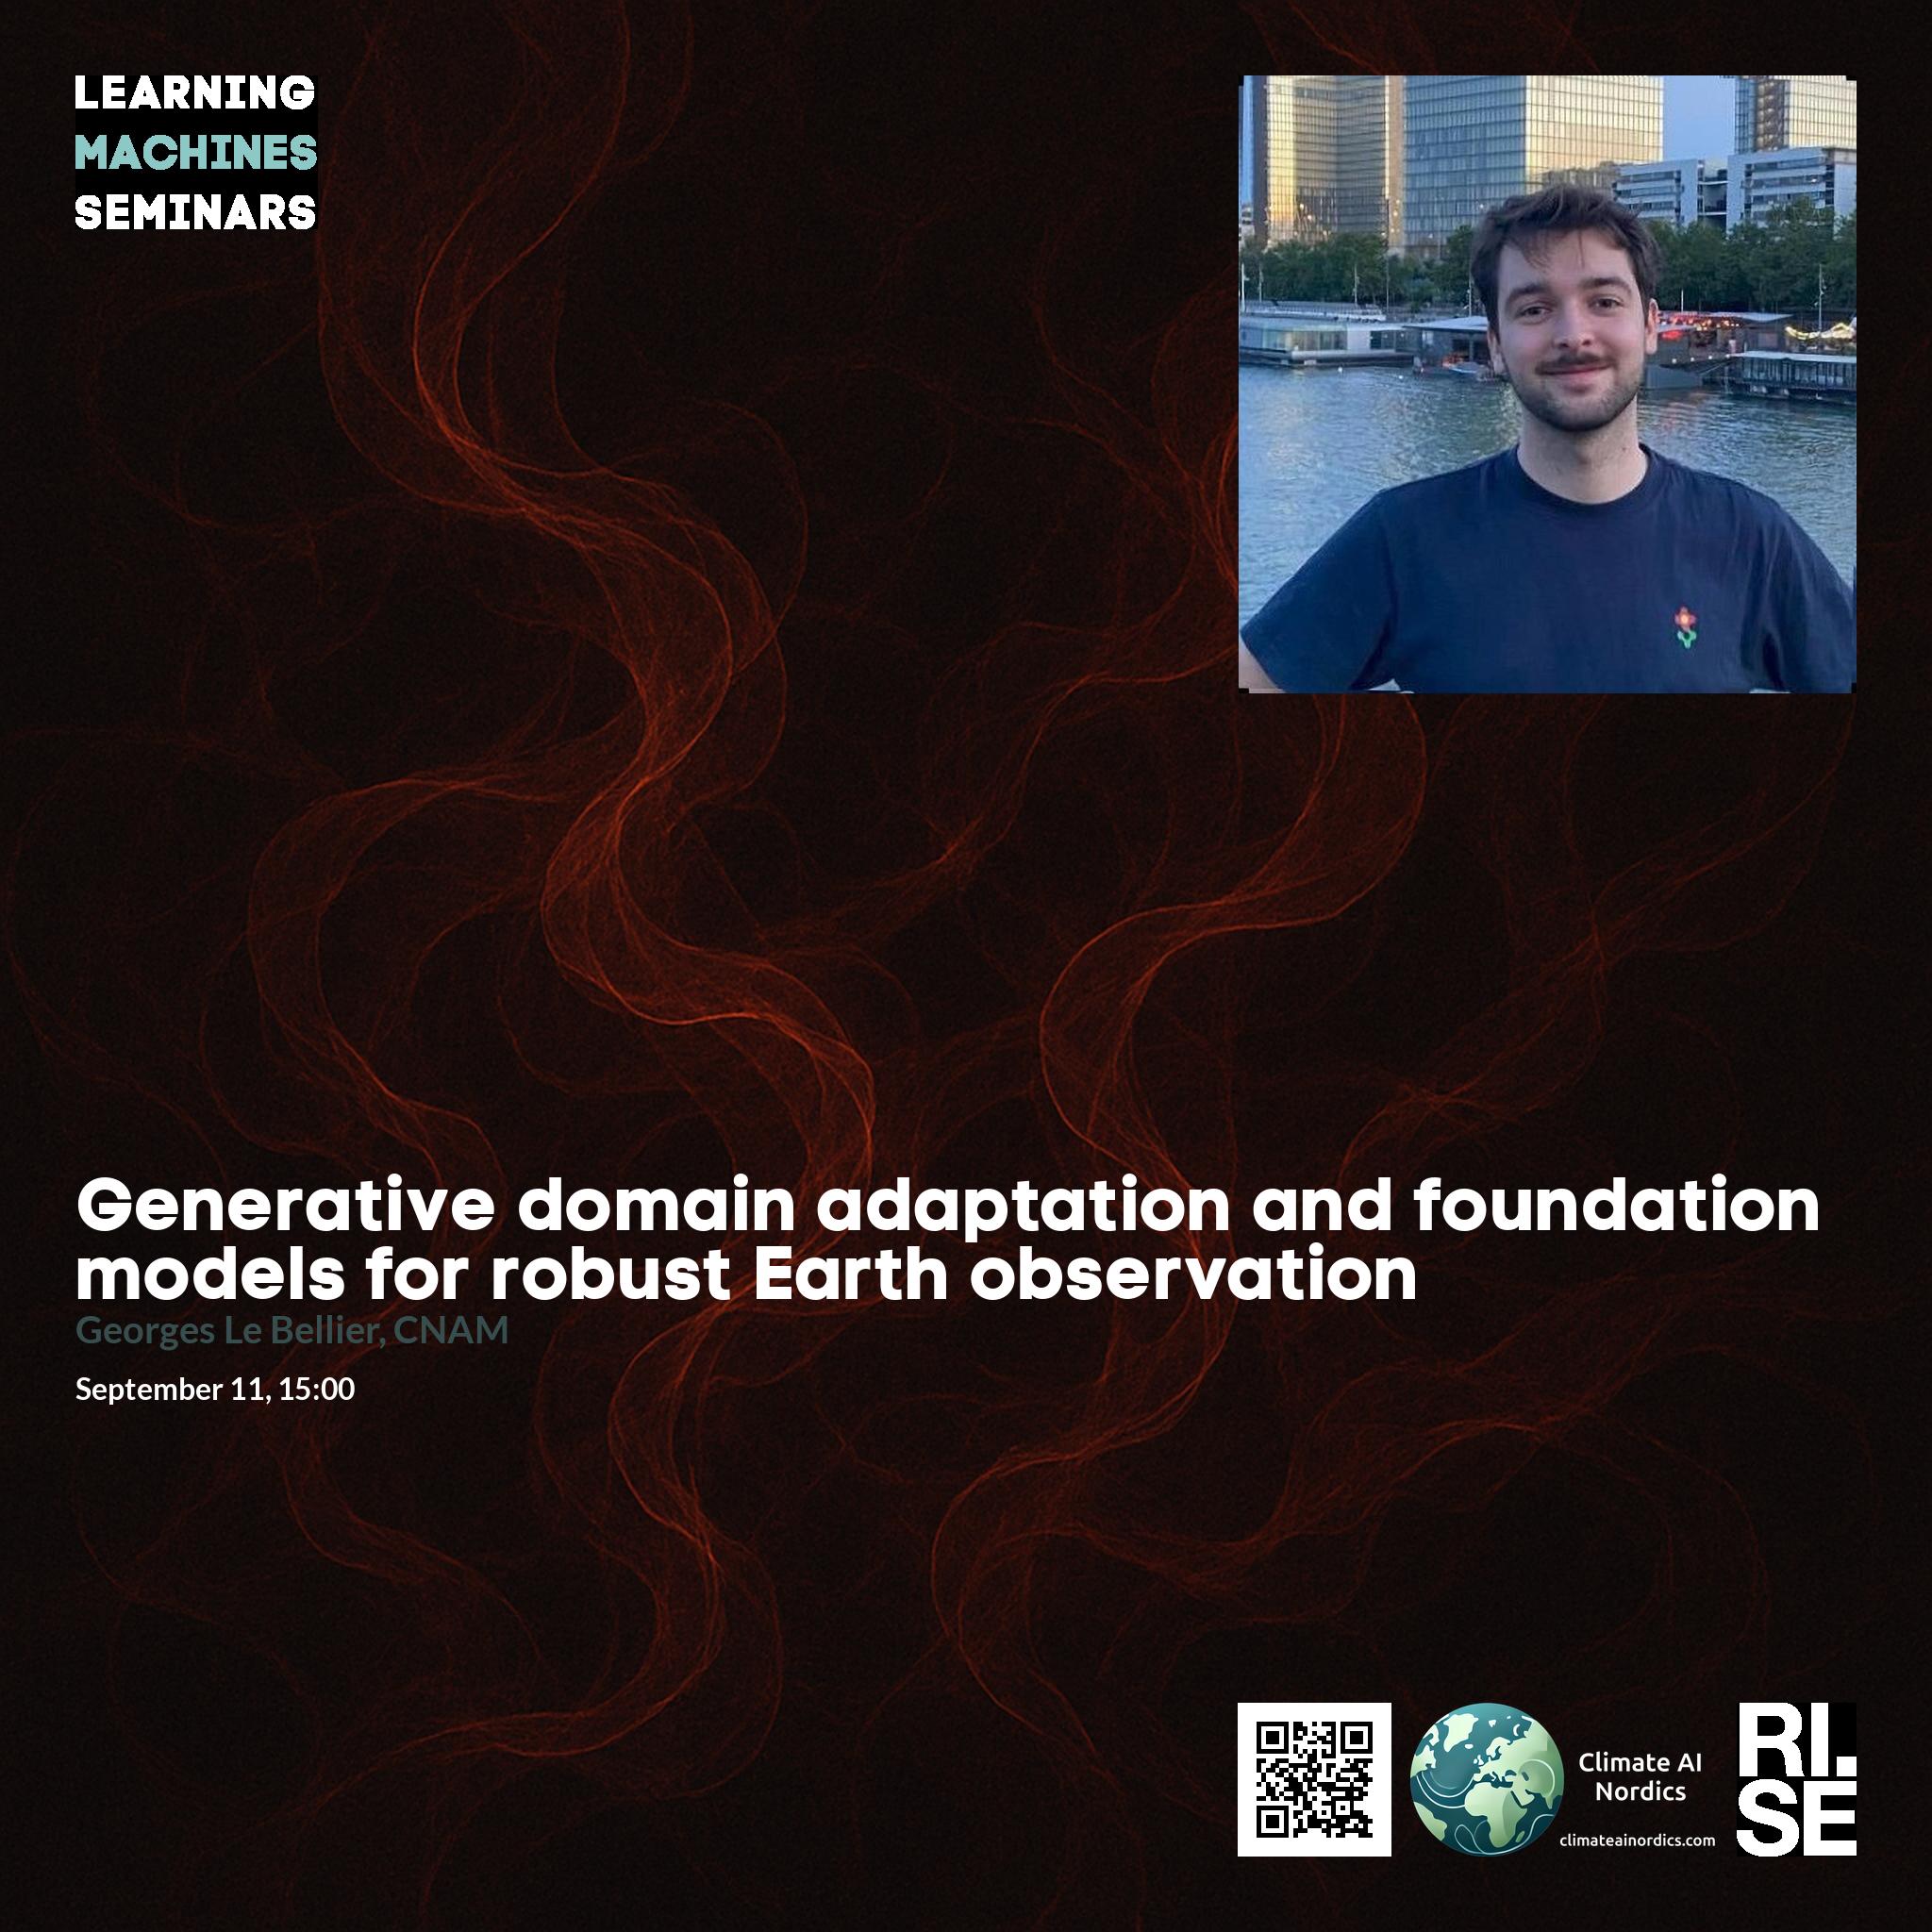 LEARNING
MACHINES
SEMINARS
Generative domain adaptation and foundation
models for robust Earth observation
Georges Le Bellier, CNAM
September 11, 15:00
Climate AI
Nordics
climateainordics.com
RI.
SE